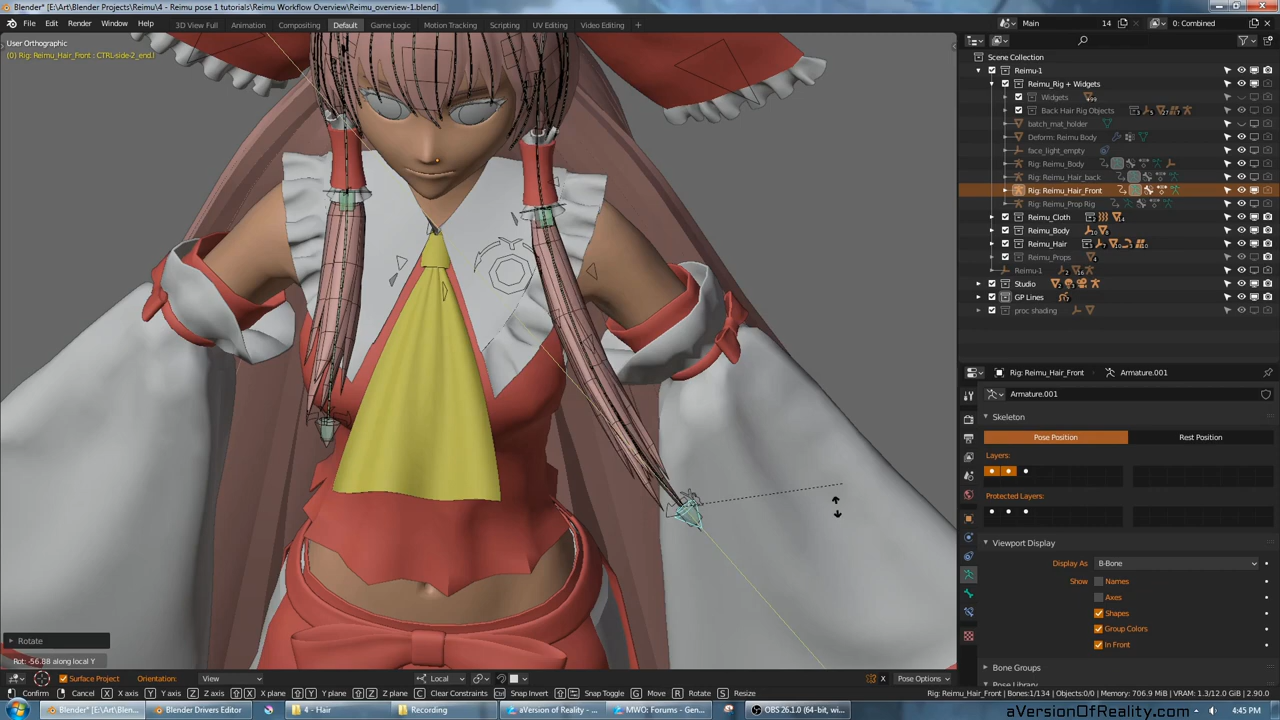 Blender* [E:\Art\Blender Projects\Reimu\4 - Reimu pose 1 tutorials\Reimu Workflow Overview\Reimu_overview-1.blend]
File Edit Render Window Help 3D View Full Animation Compositing Default Motion Tracking Scripting UV Editing Video Editing Main 14 0: Combined
User Orthographic
(0) Rig: Reimu_Hair_Front : CTRL-side-2_end.l
Scene Collection
Reimu-1
Reimu_Rig + Widgets
Widgets
Back Hair Rig Objects
batch_mat_holder
Deform: Reimu Body
face_light_empty
Rig: Reimu_Body
Rig: Reimu_Hair_back
Rig: Reimu_Hair_Front
Rig: Reimu_Prop Rig
Reimu_Cloth
Reimu_Body
Reimu_Hair
Reimu_Props
Reimu-1
Studio
GP Lines
proc shading
Rig: Reimu_Hair_Front Armature.001
Armature.001
Skeleton
Pose Position Rest Position
Layers:
Protected Layers:
Viewport Display
Display As B-Bone
Show Names
Axes
Shapes
Group Colors
In Front
Bone Groups
Rotate
Rot: -56.88 along local Y
Surface Project Orientation: View Local X Pose Options
Confirm Cancel X X axis Y Y axis Z Z axis X X plane Y Y plane Z Z plane C Clear Constraints Snap Invert Snap Toggle G Move R Rotate S Resize Rig: Reimu_Hair_Front | Bones:1/134 | Objects:0/0 | Memory: 706.9 MiB | VRAM: 1.3/12.0 GiB | 2.90.0
Blender* [E:\Art\Blen... Blender Drivers Editor 4 - Hair Recording aVersion of Reality - ... MWO: Forums - Gen... OBS 26.1.0 (64-bit, wi... 4:45 PM
aVersionOfReality.com